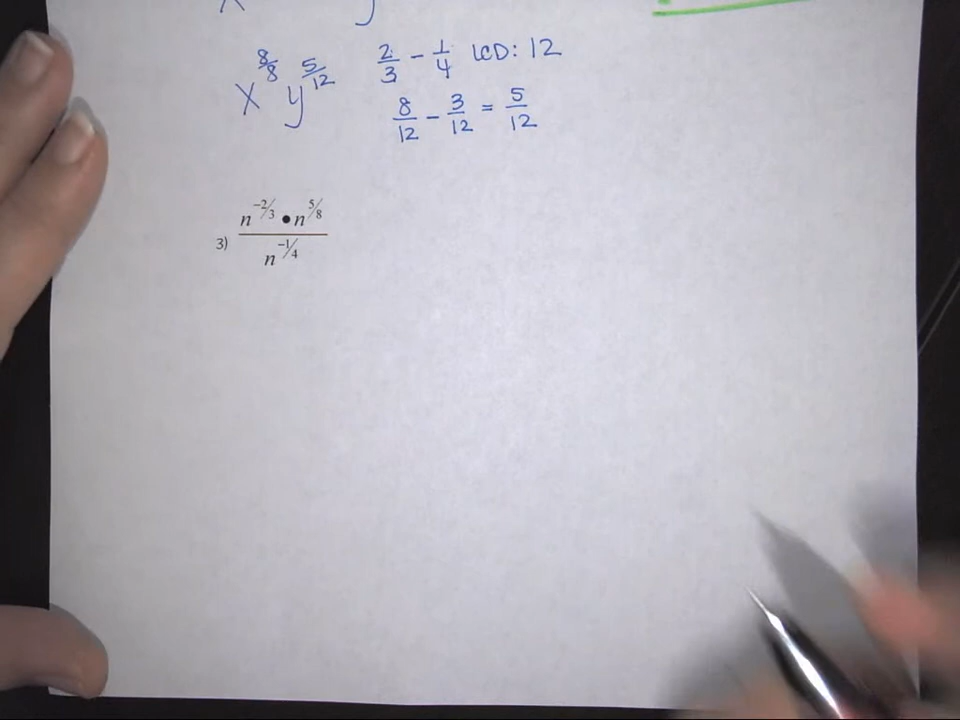 x^{8/8} y^{5/12} 2/3 - 1/4 LCD: 12
8/12 - 3/12 = 5/12
3) n^{-2/3} • n^{5/8} / n^{-1/4}